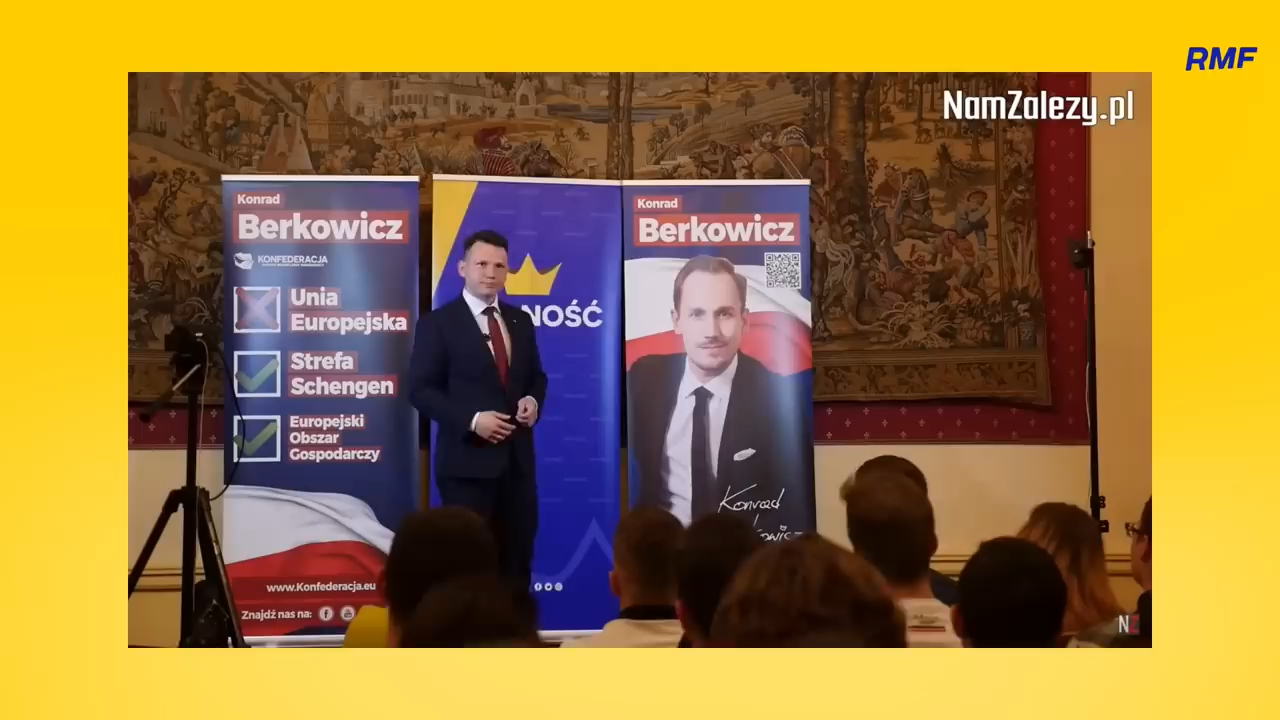 RMF
NamZalezy.pl
Konrad
Berkowicz
KONFEDERACJA
Unia
Europejska
Strefa
Schengen
Europejski
Obszar
Gospodarczy
www.Konfederacja.eu
Znajdź nas na:
NOŚĆ
Konrad
Berkowicz
Konrad